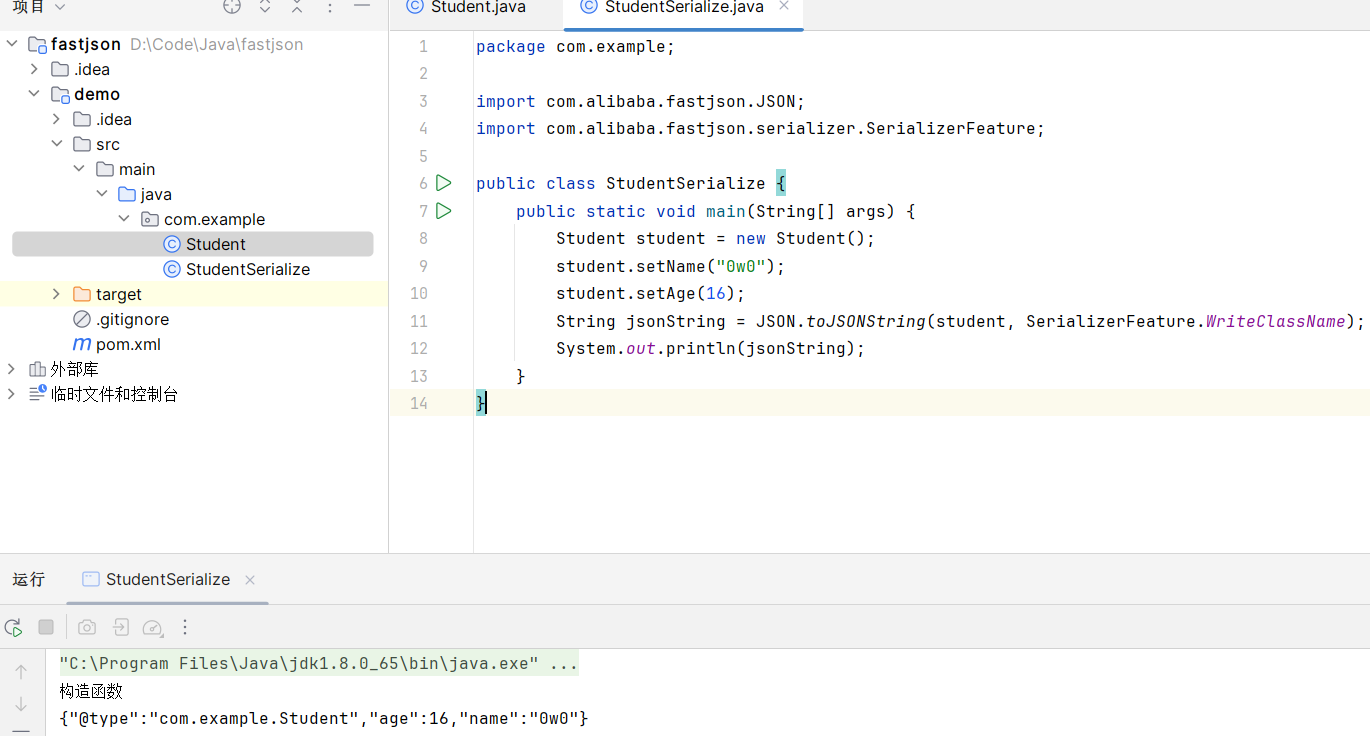 项目
Student.java
StudentSerialize.java
fastjson D:\Code\Java\fastjson
.idea
demo
.idea
src
main
java
com.example
Student
StudentSerialize
target
.gitignore
pom.xml
外部库
临时文件和控制台
1 package com.example;
2
3 import com.alibaba.fastjson.JSON;
4 import com.alibaba.fastjson.serializer.SerializerFeature;
5
6 public class StudentSerialize {
7 public static void main(String[] args) {
8 Student student = new Student();
9 student.setName("0w0");
10 student.setAge(16);
11 String jsonString = JSON.toJSONString(student, SerializerFeature.WriteClassName);
12 System.out.println(jsonString);
13 }
14 }
运行 StudentSerialize
"C:\Program Files\Java\jdk1.8.0_65\bin\java.exe" ...
构造函数
{"@type":"com.example.Student","age":16,"name":"0w0"}